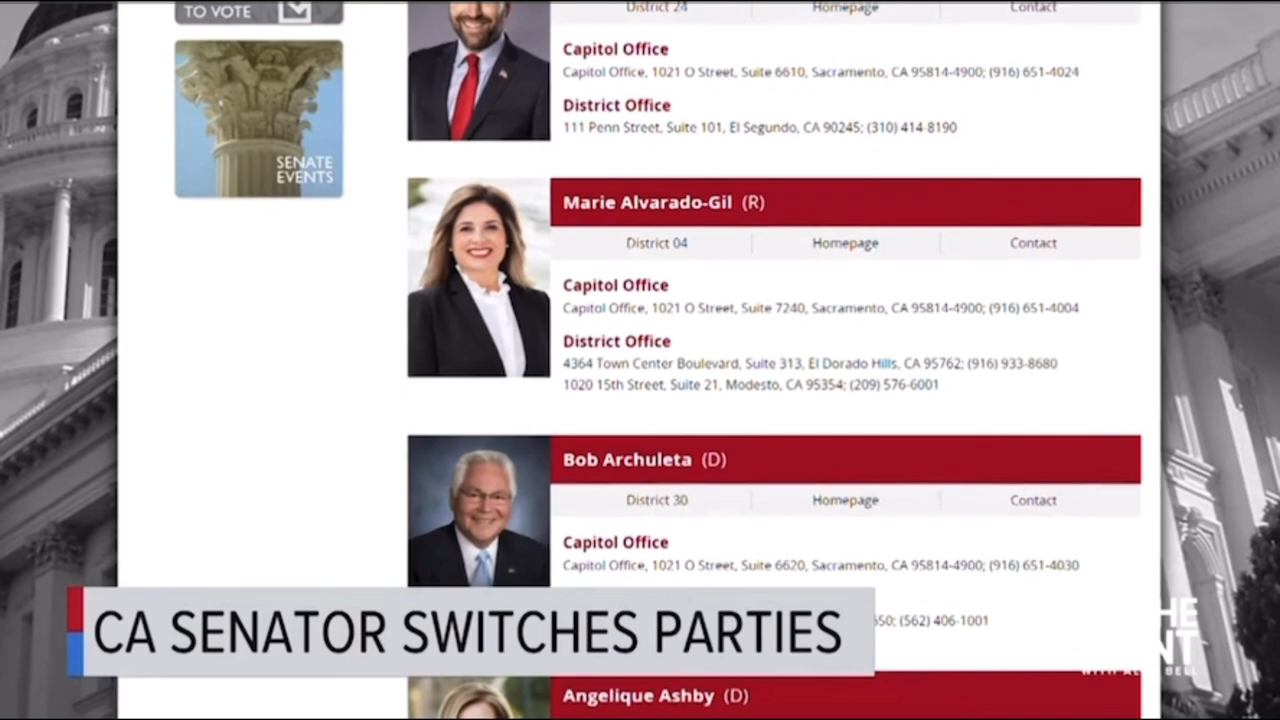 TO VOTE
SENATE
EVENTS
District 24 Homepage Contact
Capitol Office
Capitol Office, 1021 O Street, Suite 6610, Sacramento, CA 95814-4900; (916) 651-4024
District Office
111 Penn Street, Suite 101, El Segundo, CA 90245; (310) 414-8190
Marie Alvarado-Gil (R)
District 04 Homepage Contact
Capitol Office
Capitol Office, 1021 O Street, Suite 7240, Sacramento, CA 95814-4900; (916) 651-4004
District Office
4364 Town Center Boulevard, Suite 313, El Dorado Hills, CA 95762; (916) 933-8680
1020 15th Street, Suite 21, Modesto, CA 95354; (209) 576-6001
Bob Archuleta (D)
District 30 Homepage Contact
Capitol Office
Capitol Office, 1021 O Street, Suite 6620, Sacramento, CA 95814-4900; (916) 651-4030
(562) 406-1001
CA SENATOR SWITCHES PARTIES
Angelique Ashby (D)